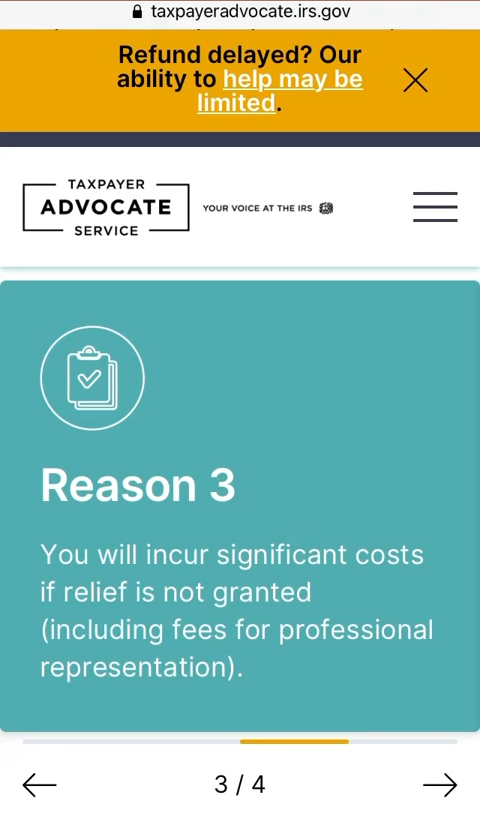 taxpayeradvocate.irs.gov
Refund delayed? Our
ability to help may be
limited.
TAXPAYER
ADVOCATE
SERVICE
YOUR VOICE AT THE IRS
Reason 3
You will incur significant costs
if relief is not granted
(including fees for professional
representation).
3 / 4